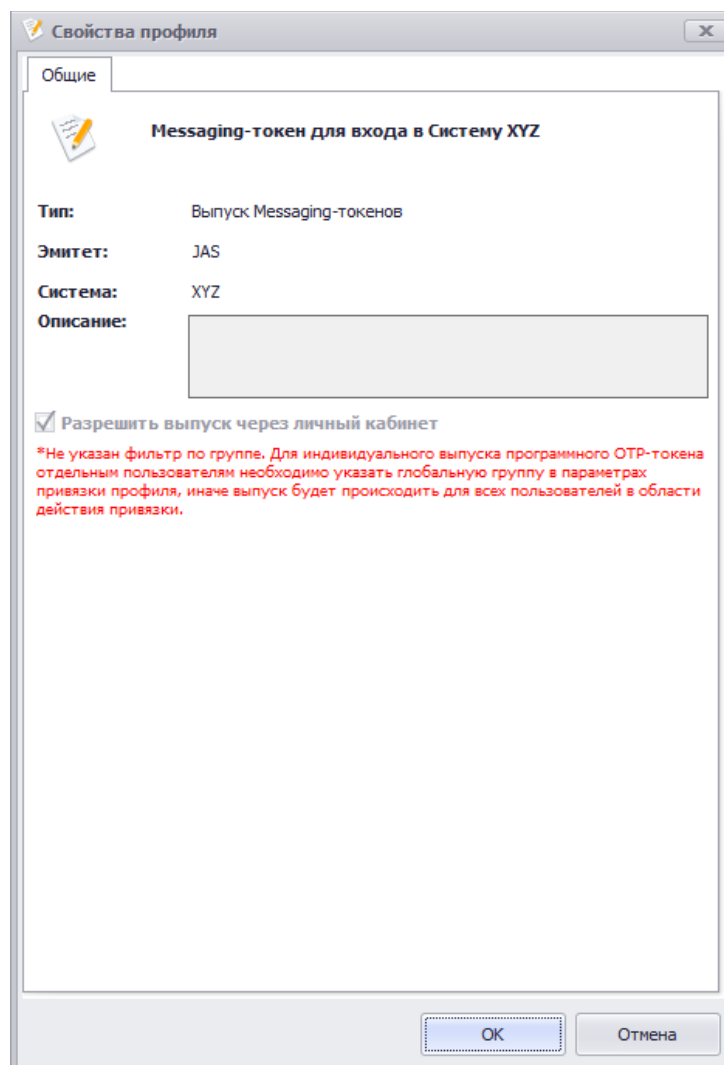 Свойства профиля
Общие
Messaging-токен для входа в Систему XYZ
Тип: Выпуск Messaging-токенов
Эмитет: JAS
Система: XYZ
Описание:
Разрешить выпуск через личный кабинет
*Не указан фильтр по группе. Для индивидуального выпуска программного OTP-токена
отдельным пользователям необходимо указать глобальную группу в параметрах
привязки профиля, иначе выпуск будет происходить для всех пользователей в области
действия привязки.
OK Отмена